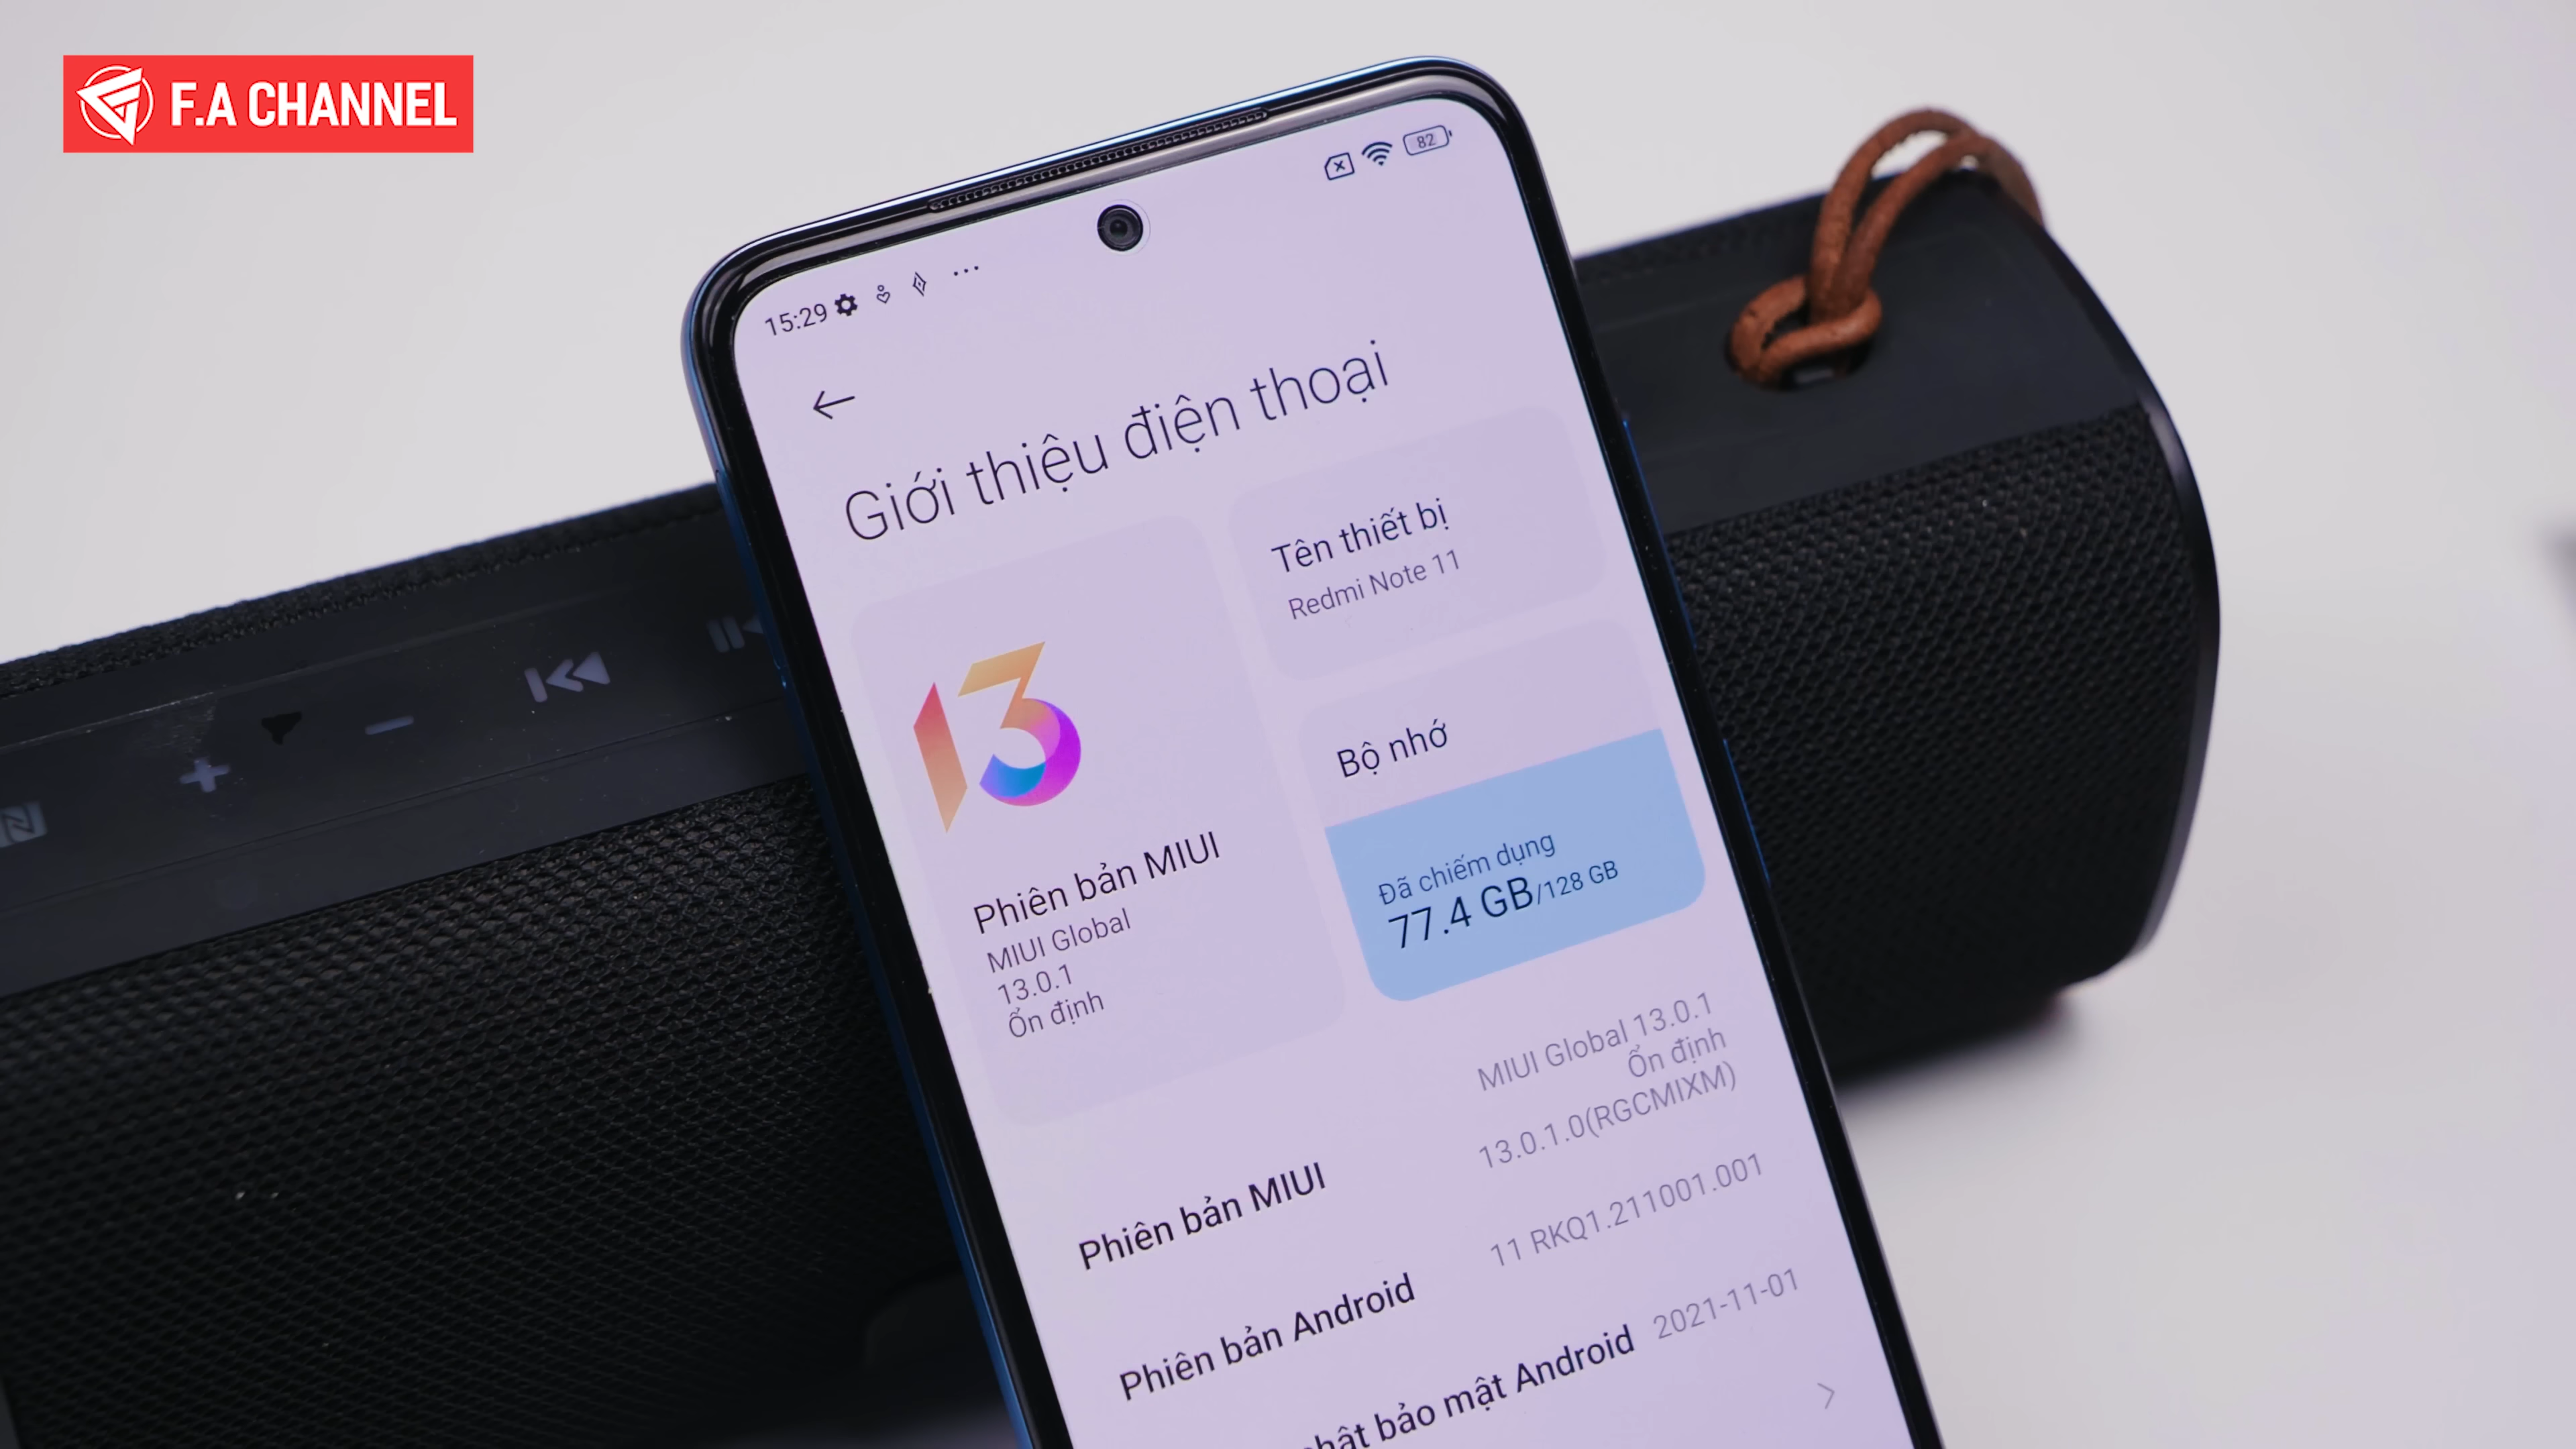 F.A CHANNEL
82
15:29
Giới thiệu điện thoại
Tên thiết bị
Redmi Note 11
13
Phiên bản MIUI
MIUI Global
13.0.1
Ổn định
Bộ nhớ
Đã chiếm dụng
77.4 GB/128 GB
Phiên bản MIUI
MIUI Global 13.0.1
Ổn định
13.0.1.0(RGCMIXM)
Phiên bản Android
11 RKQ1.211001.001
bảo mật Android
2021-11-01